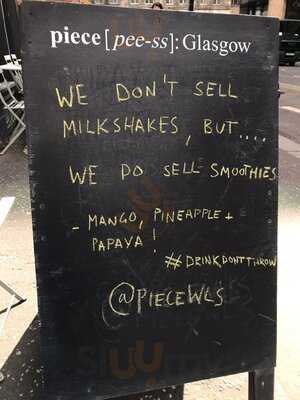 piece [pee-ss]: Glasgow
WE DON'T SELL
MILKSHAKES, BUT....
WE DO SELL SMOOTHIES
- MANGO, PINEAPPLE +
PAPAYA!
#DRINKDONTTHROW
@PIECEWLS